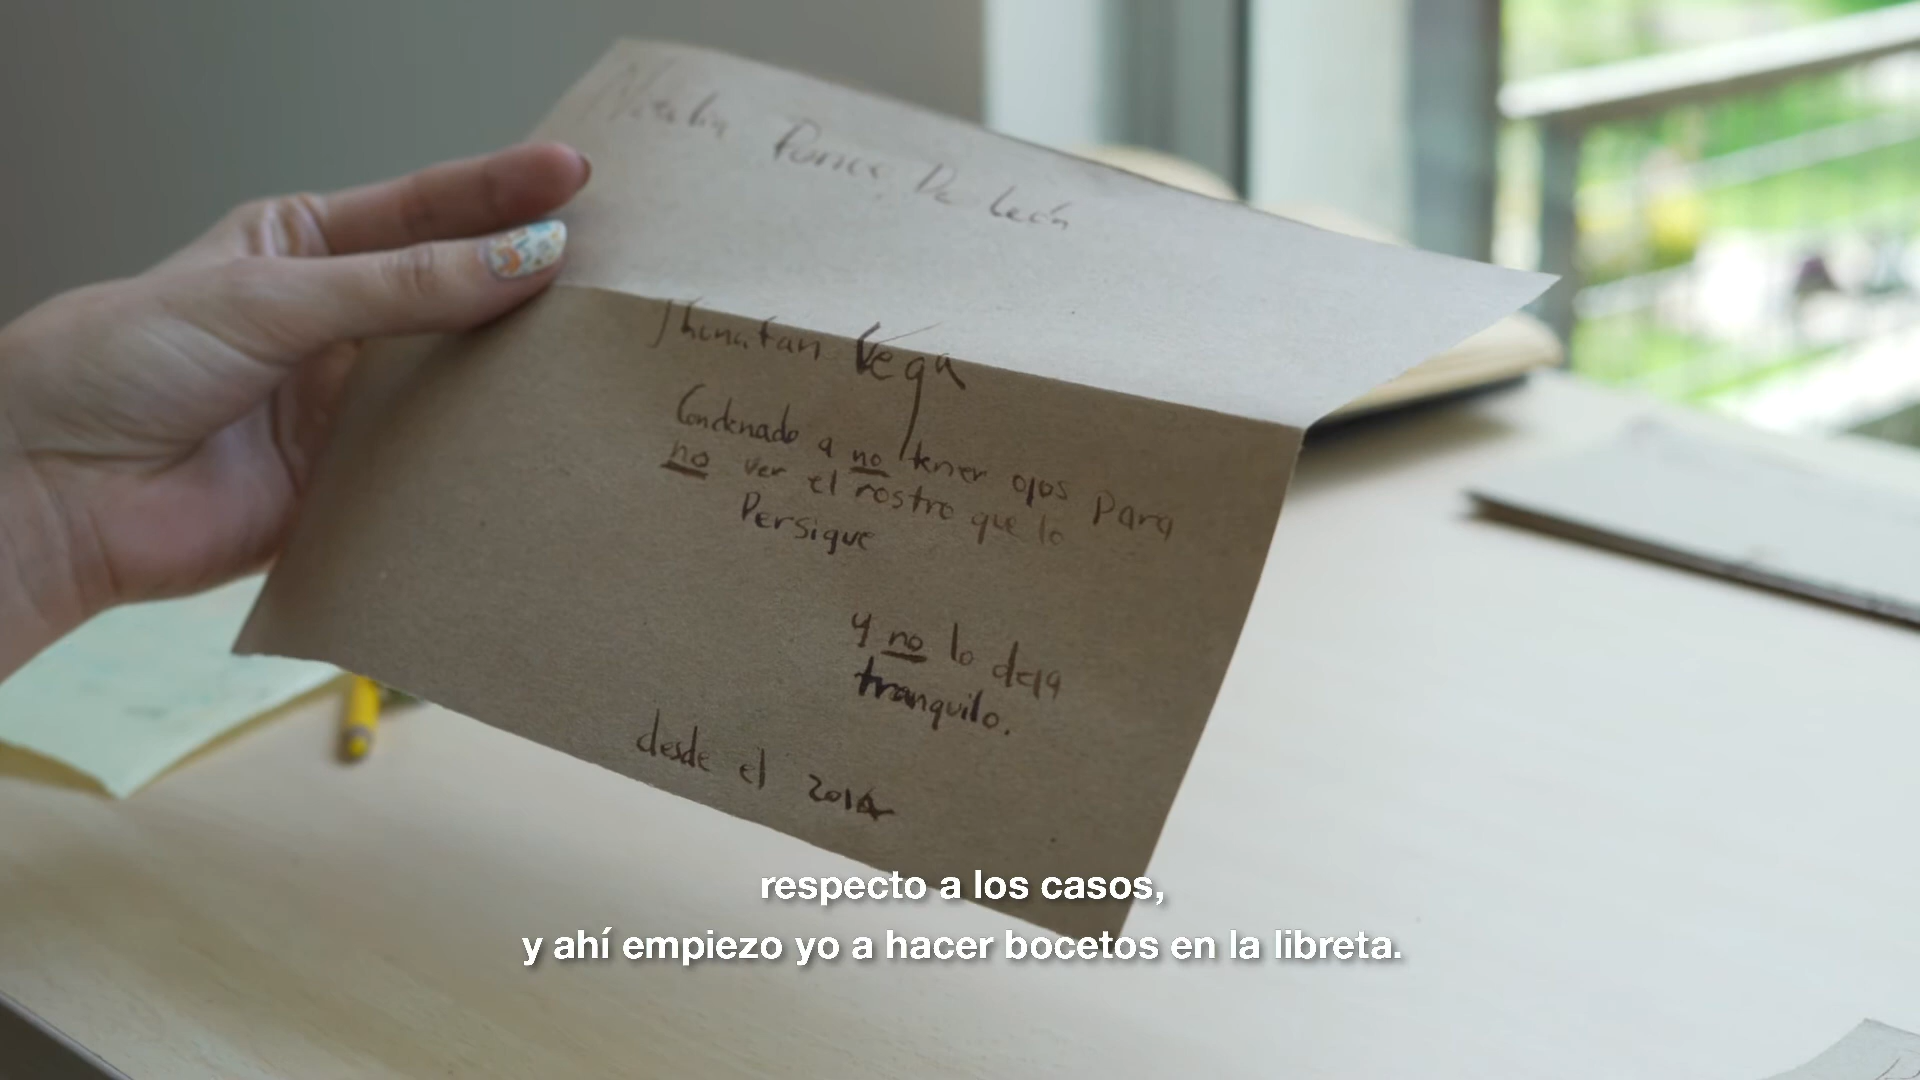 Natalia Ponce De León
Jhonatan Vega
Condenado a no tener ojos Para
no ver el rostro que lo
Persigue
y no lo deja
tranquilo.
desde el 2014
respecto a los casos,
y ahí empiezo yo a hacer bocetos en la libreta.